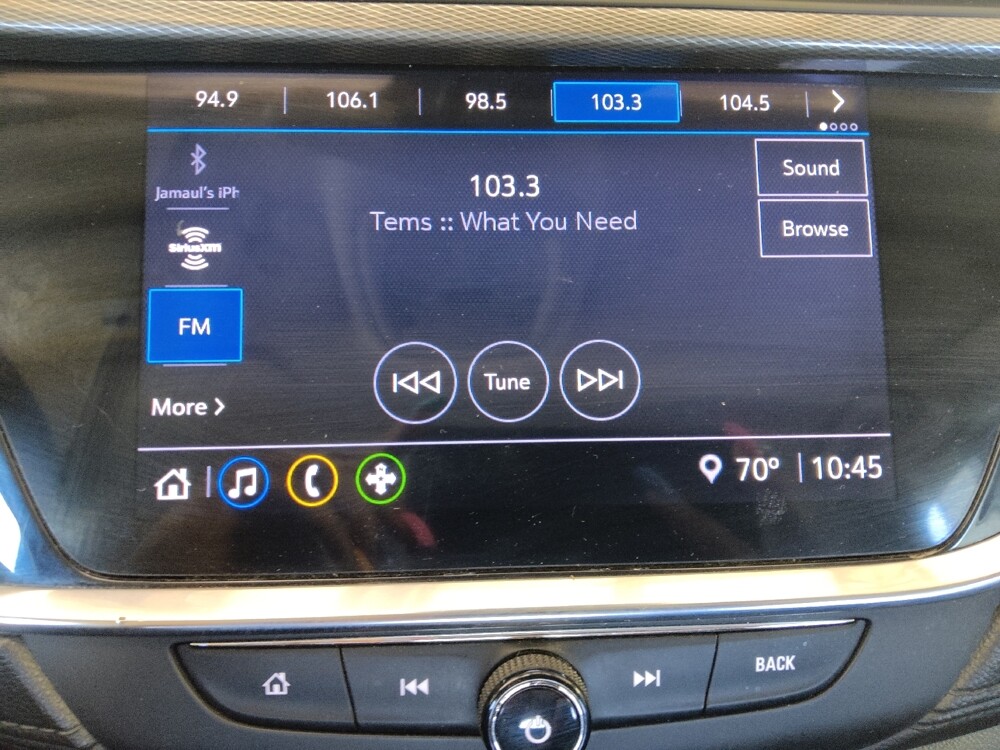 94.9 106.1 98.5 103.3 104.5
Jamaul's iPh
SiriusXM
FM
More
103.3
Tems :: What You Need
Sound
Browse
Tune
70° 10:45
BACK